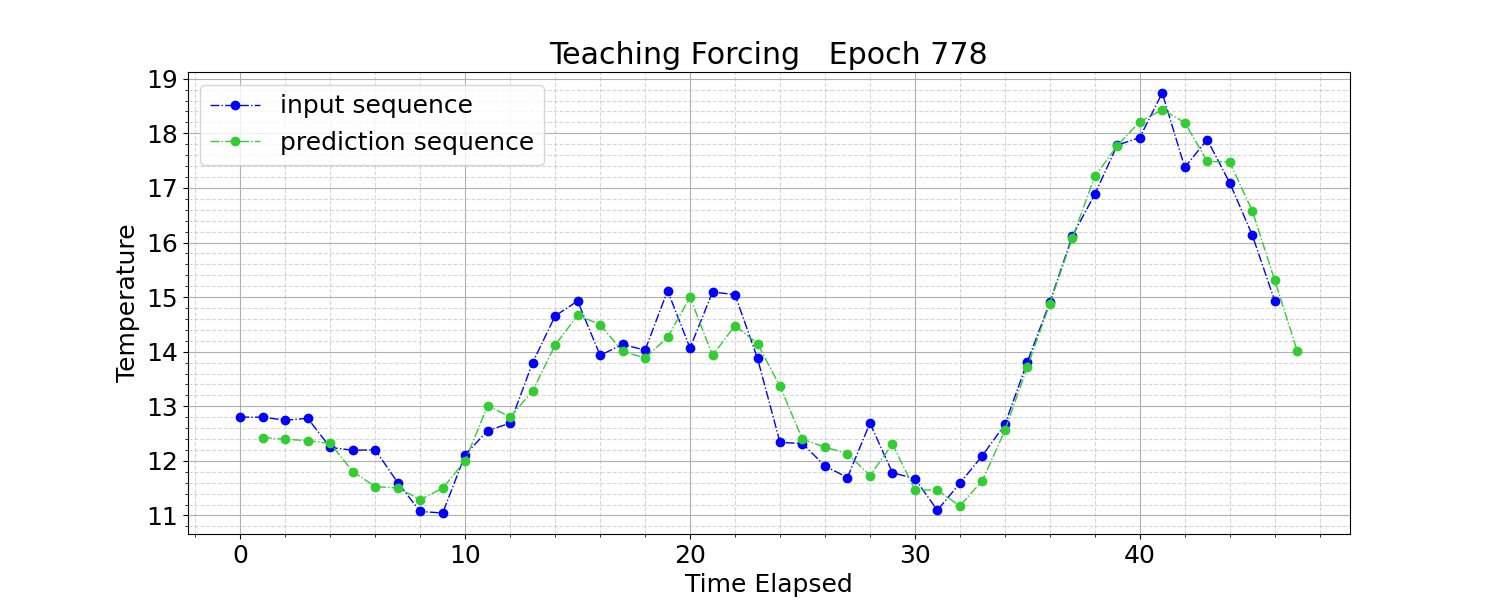 Teaching Forcing   Epoch 778
input sequence
prediction sequence
Temperature
19
18
17
16
15
14
13
12
11
0 10 20 30 40
Time Elapsed